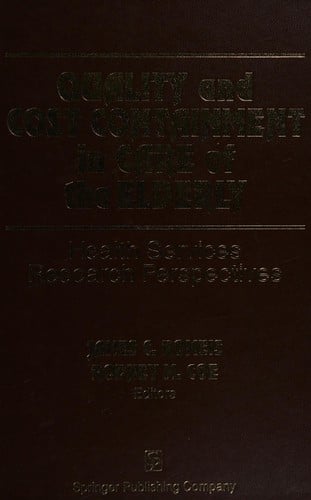 QUALITY and
COST CONTAINMENT
in CARE of
the ELDERLY
Health Services
Research Perspectives
JAMES C. ROMEIS
RODNEY M. COE
Editors
Springer Publishing Company